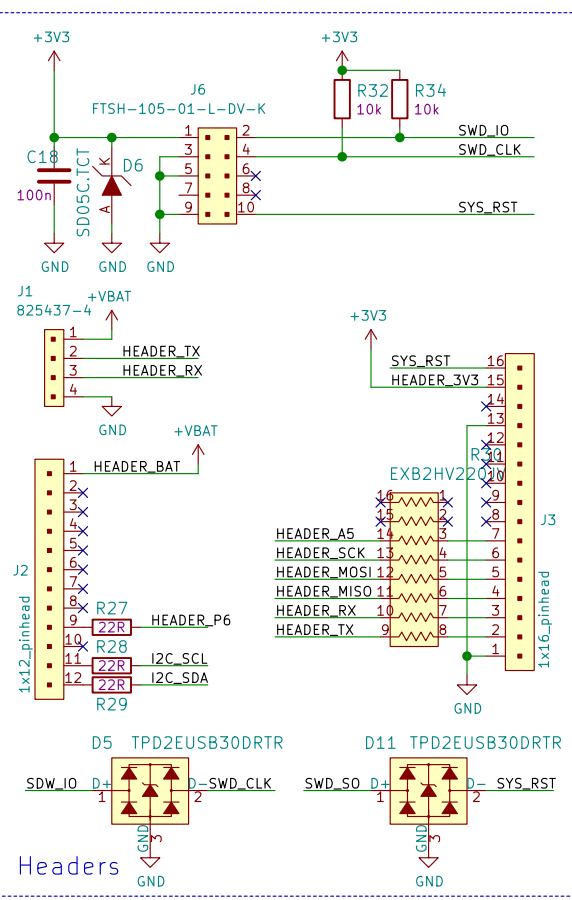 +3V3
+3V3
J6
FTSH-105-01-L-DV-K
R32
10k
R34
10k
1
2
SWD_IO
3
4
SWD_CLK
5
6
7
8
9
10
SYS_RST
C18
100n
SD05C.TCT
K
A
D6
GND
GND
GND
J1
825437-4
+VBAT
1
2
HEADER_TX
3
HEADER_RX
4
GND
+3V3
SYS_RST
16
HEADER_3V3
15
14
13
12
11
10
9
8
7
6
5
4
3
2
1
J3
1x16_pinhead
GND
+VBAT
1
HEADER_BAT
2
3
4
5
6
7
8
9
10
11
12
J2
1x12_pinhead
R27
22R
HEADER_P6
R28
22R
I2C_SCL
22R
I2C_SDA
R29
R30
EXB2HV220JV
16
1
15
2
HEADER_A5
14
3
HEADER_SCK
13
4
HEADER_MOSI
12
5
HEADER_MISO
11
6
HEADER_RX
10
7
HEADER_TX
9
8
D5
TPD2EUSB30DRTR
SDW_IO
D+
1
D-
2
SWD_CLK
GND
3
GND
D11
TPD2EUSB30DRTR
SWD_SO
D+
1
D-
2
SYS_RST
GND
3
GND
Headers